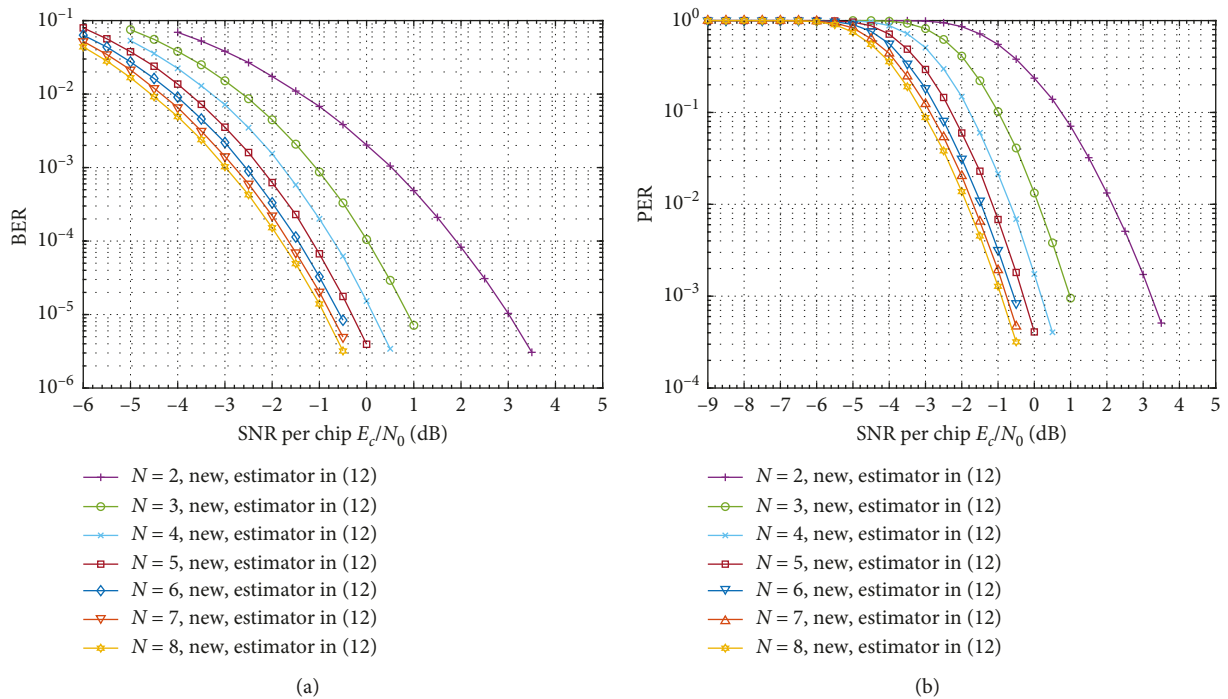 10⁻¹
10⁻²
10⁻³
10⁻⁴
10⁻⁵
10⁻⁶
BER
–6 –5 –4 –3 –2 –1 0 1 2 3 4 5
SNR per chip E_c/N_0 (dB)
N = 2, new, estimator in (12)
N = 3, new, estimator in (12)
N = 4, new, estimator in (12)
N = 5, new, estimator in (12)
N = 6, new, estimator in (12)
N = 7, new, estimator in (12)
N = 8, new, estimator in (12)
(a)
10⁰
10⁻¹
10⁻²
10⁻³
10⁻⁴
PER
–9 –8 –7 –6 –5 –4 –3 –2 –1 0 1 2 3 4 5
SNR per chip E_c/N_0 (dB)
N = 2, new, estimator in (12)
N = 3, new, estimator in (12)
N = 4, new, estimator in (12)
N = 5, new, estimator in (12)
N = 6, new, estimator in (12)
N = 7, new, estimator in (12)
N = 8, new, estimator in (12)
(b)